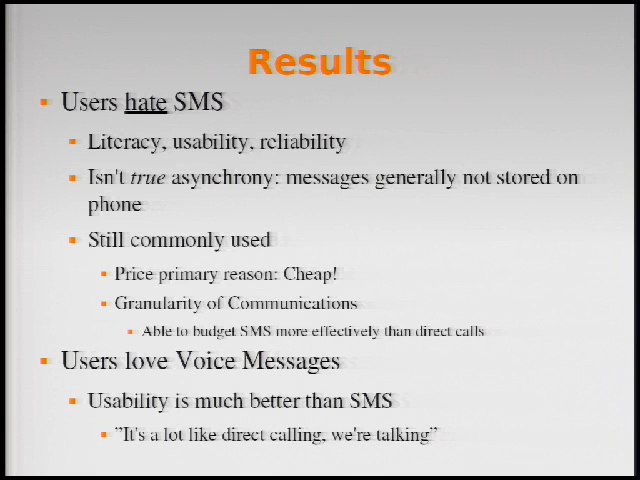 Results
Users hate SMS
Literacy, usability, reliability
Isn't true asynchrony: messages generally not stored on
phone
Still commonly used
Price primary reason: Cheap!
Granularity of Communications
Able to budget SMS more effectively than direct calls
Users love Voice Messages
Usability is much better than SMS
”It's a lot like direct calling, we're talking”